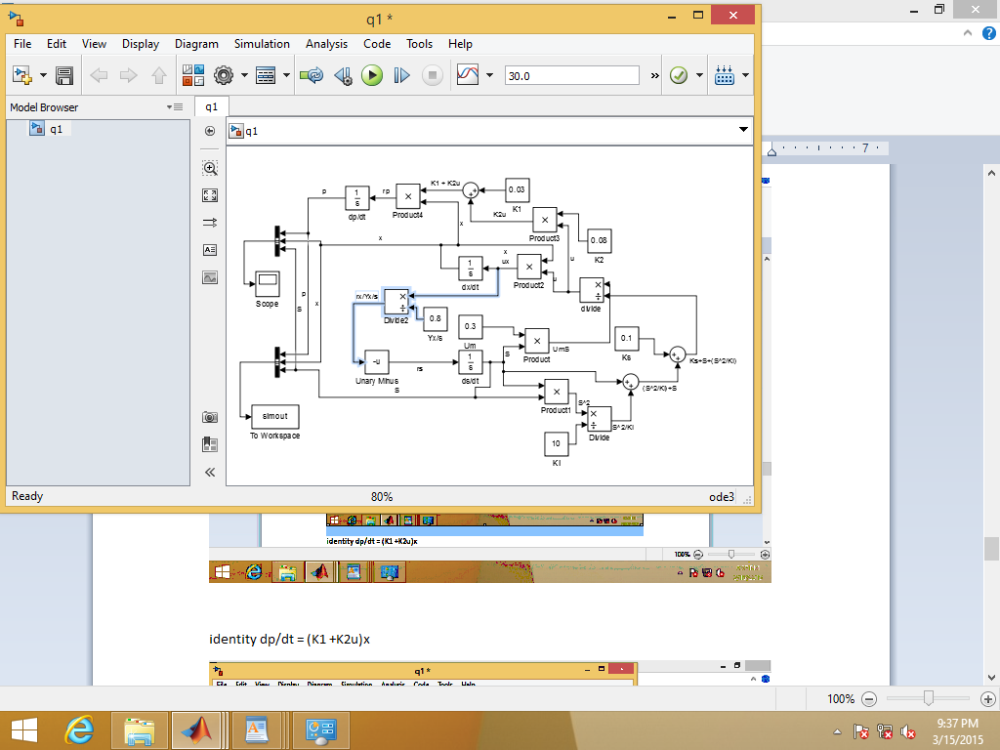 q1 *
File Edit View Display Diagram Simulation Analysis Code Tools Help
30.0
»
Model Browser
q1
q1
q1
7
p
1
s
dp/dt
rp
×
Product4
K1 + K2u
++
0.03
K1
K2u
×
Product3
0.08
K2
x
x
x
u
1
s
dx/dt
ux
×
Product2
u
×
÷
divide
Scope
p
S
x
rx/Yx/s
×
÷
Divide2
0.8
Yx/s
0.3
Um
×
Product
UmS
0.1
Ks
++
Ks+S+(S^2/KI)
-u
Unary Minus
S
rs
1
s
ds/dt
S
×
Product1
S^2
++
(S^2/KI)+S
×
÷
Divide
S^2/KI
10
KI
simout
To Workspace
Ready 80% ode3
identity dp/dt = (K1 +K2u)x
100%
identity dp/dt = (K1 +K2u)x
q1 *
File Edit View Display Diagram Simulation Analysis Code Tools Help
100%
9:37 PM
3/15/2015